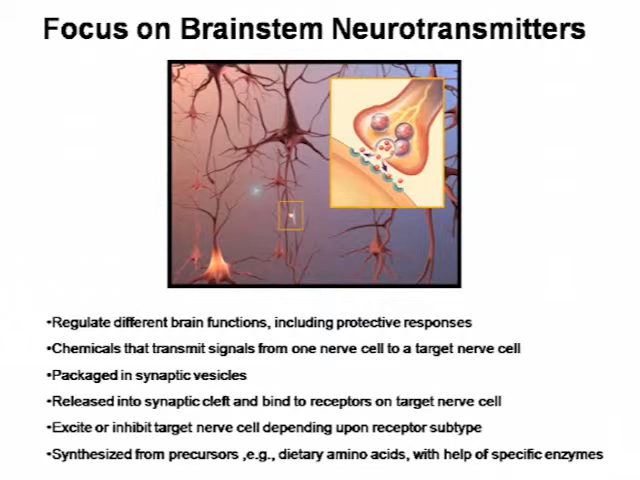 Focus on Brainstem Neurotransmitters
•Regulate different brain functions, including protective responses
•Chemicals that transmit signals from one nerve cell to a target nerve cell
•Packaged in synaptic vesicles
•Released into synaptic cleft and bind to receptors on target nerve cell
•Excite or inhibit target nerve cell depending upon receptor subtype
•Synthesized from precursors ,e.g., dietary amino acids, with help of specific enzymes